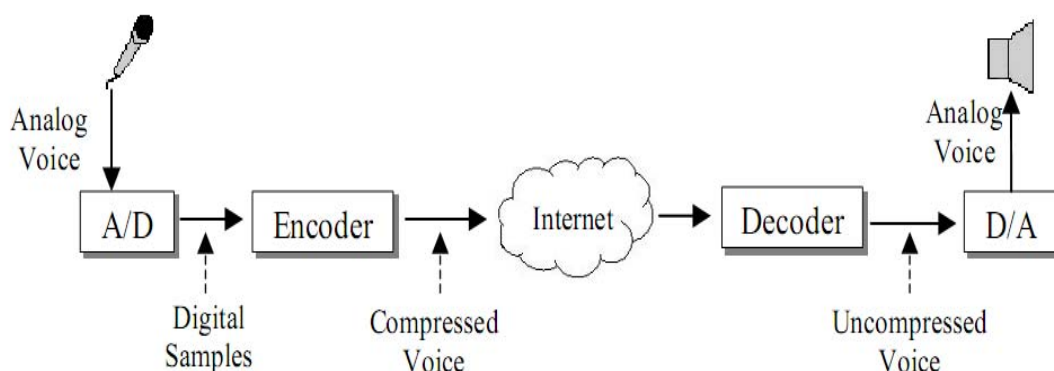 Analog
Voice
A/D
Digital
Samples
Encoder
Compressed
Voice
Internet
Decoder
Uncompressed
Voice
D/A
Analog
Voice